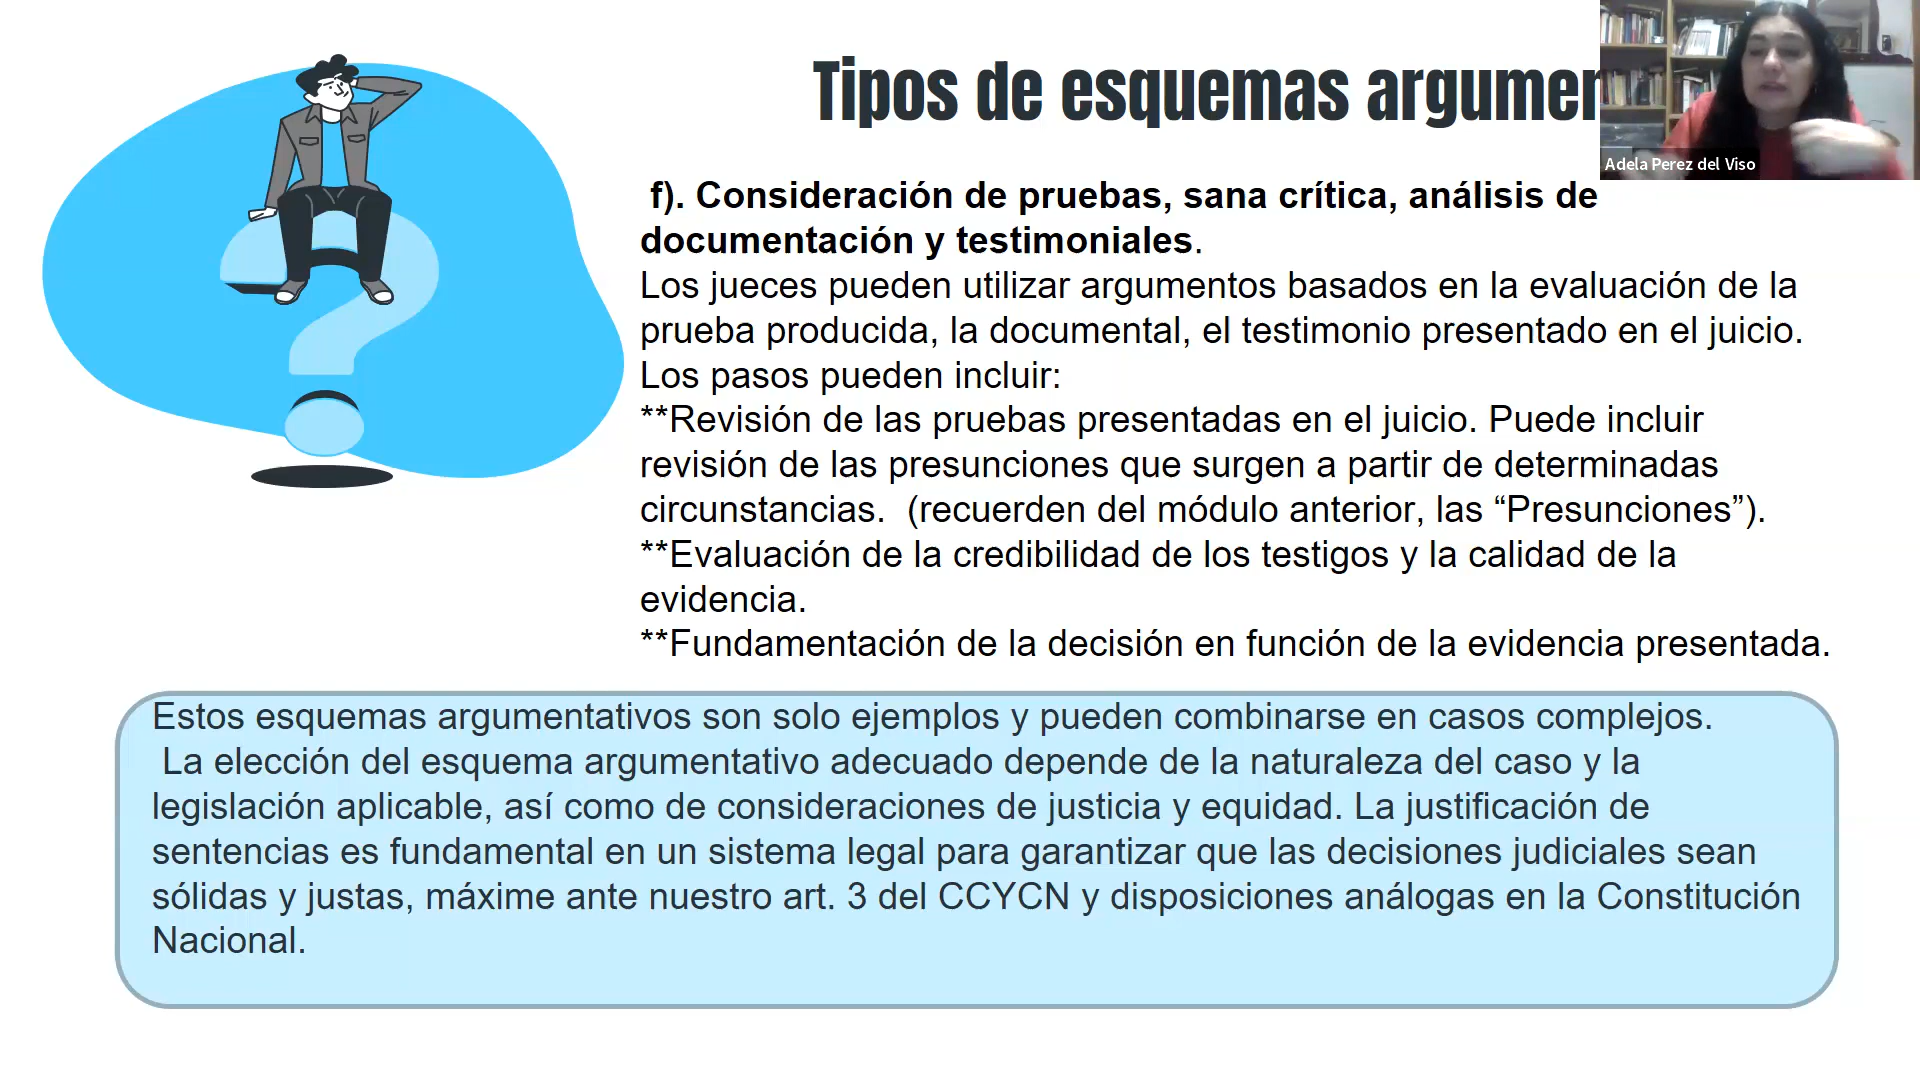 Tipos de esquemas
Adela Perez del Viso
f). Consideración de pruebas, sana crítica, análisis de
documentación y testimoniales.
Los jueces pueden utilizar argumentos basados en la evaluación de la
prueba producida, la documental, el testimonio presentado en el juicio.
Los pasos pueden incluir:
**Revisión de las pruebas presentadas en el juicio. Puede incluir
revisión de las presunciones que surgen a partir de determinadas
circunstancias.  (recuerden del módulo anterior, las “Presunciones”).
**Evaluación de la credibilidad de los testigos y la calidad de la
evidencia.
**Fundamentación de la decisión en función de la evidencia presentada.
Estos esquemas argumentativos son solo ejemplos y pueden combinarse en casos complejos.
La elección del esquema argumentativo adecuado depende de la naturaleza del caso y la
legislación aplicable, así como de consideraciones de justicia y equidad. La justificación de
sentencias es fundamental en un sistema legal para garantizar que las decisiones judiciales sean
sólidas y justas, máxime ante nuestro art. 3 del CCYCN y disposiciones análogas en la Constitución
Nacional.